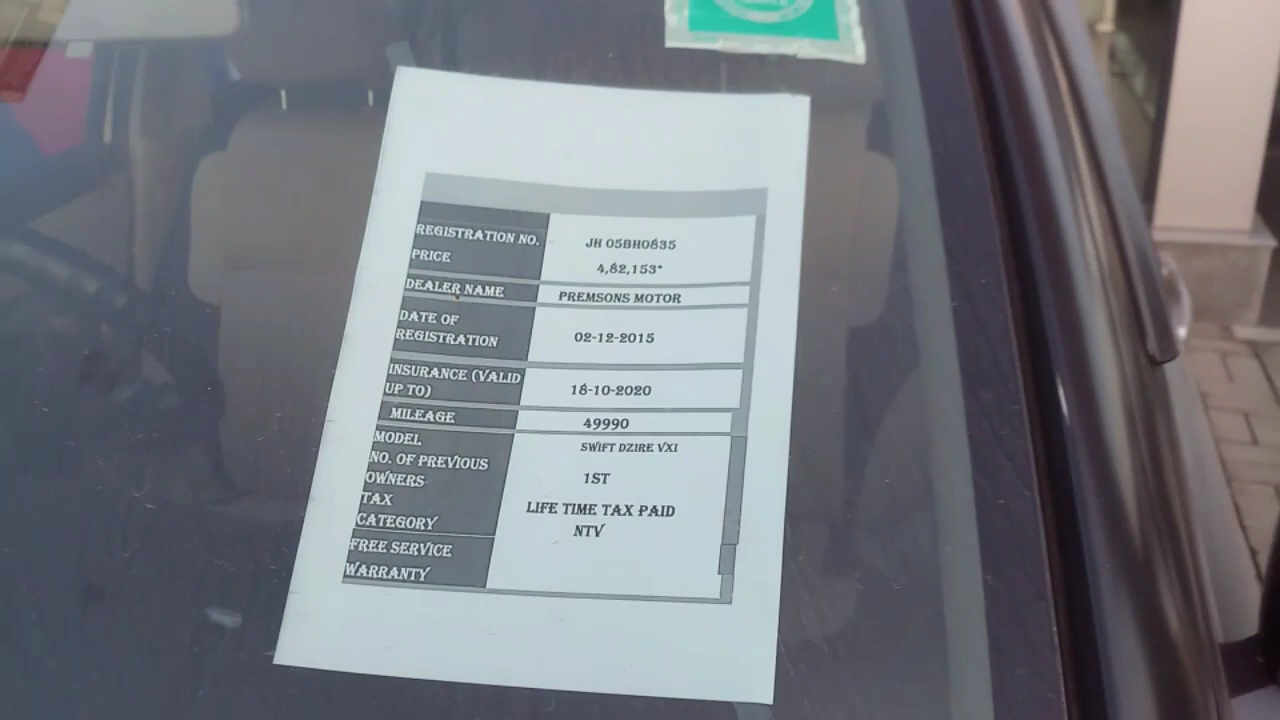 REGISTRATION NO. JH 05BH0835
PRICE 4,82,153*
DEALER NAME PREMSONS MOTOR
DATE OF
REGISTRATION 02-12-2015
INSURANCE (VALID
UP TO) 18-10-2020
MILEAGE 49990
MODEL SWIFT DZIRE VXI
NO. OF PREVIOUS
OWNERS 1ST
TAX LIFE TIME TAX PAID
CATEGORY NTV
FREE SERVICE
WARRANTY